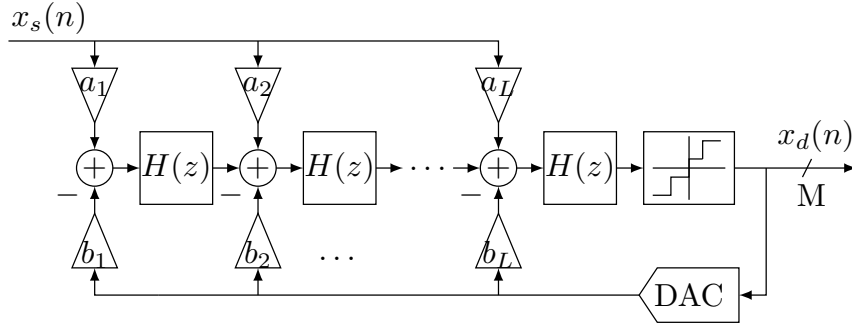 x_s(n)
a_1 a_2 a_L
+ H(z) + H(z) ... + H(z) x_d(n)
− − − M
b_1 b_2 ... b_L
DAC